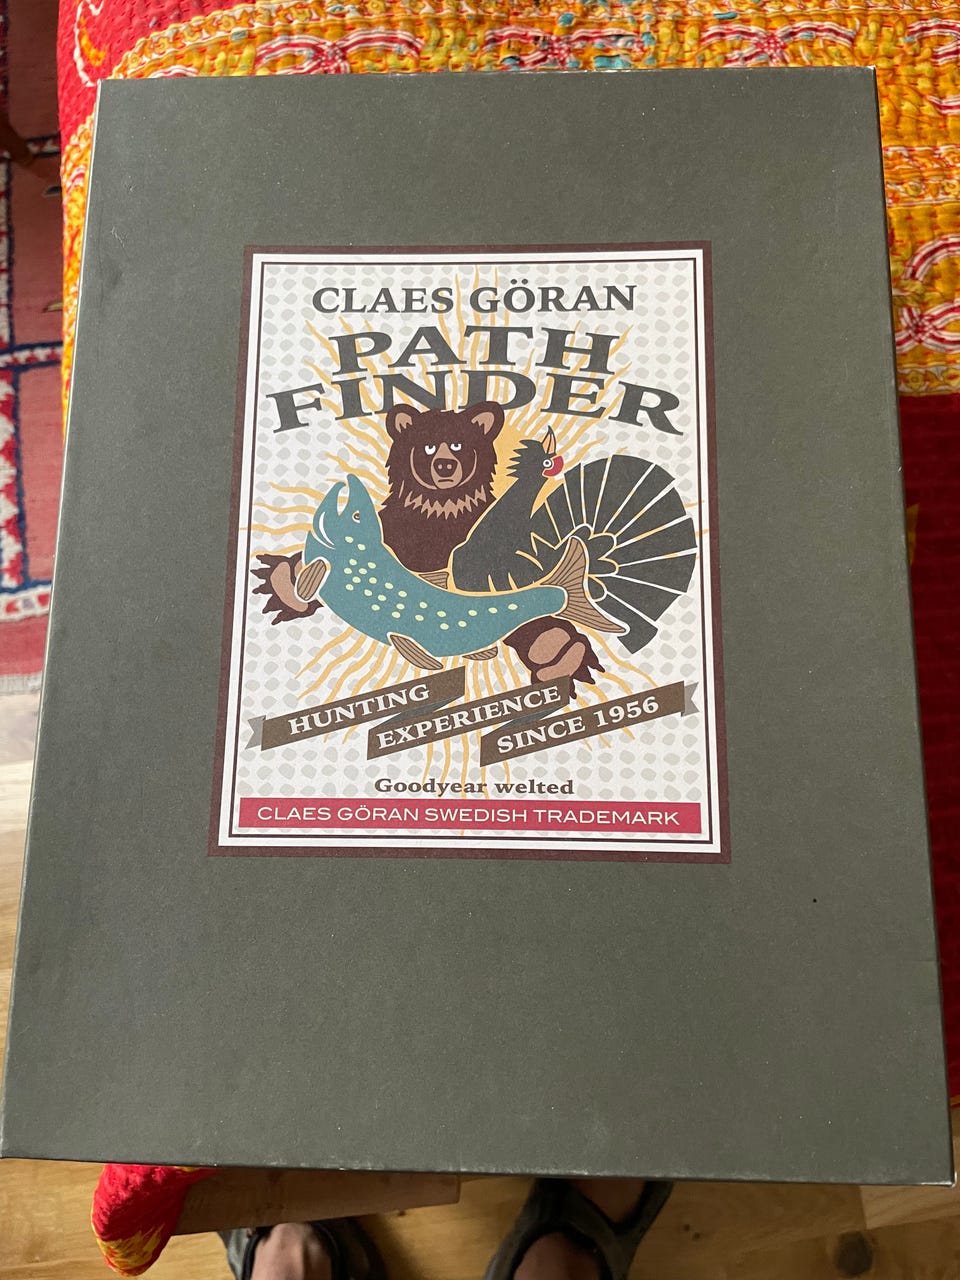 CLAES GÖRAN
PATH
FINDER
HUNTING
EXPERIENCE
SINCE 1956
Goodyear welted
CLAES GÖRAN SWEDISH TRADEMARK